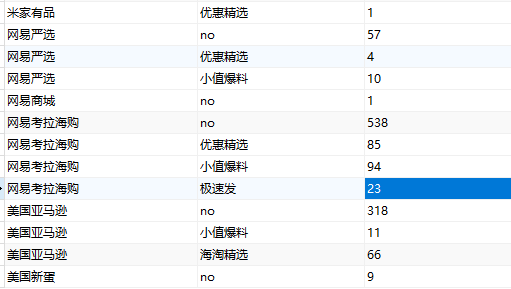 米家有品 优惠精选 1
网易严选 no 57
网易严选 优惠精选 4
网易严选 小值爆料 10
网易商城 no 1
网易考拉海购 no 538
网易考拉海购 优惠精选 85
网易考拉海购 小值爆料 94
网易考拉海购 极速发 23
美国亚马逊 no 318
美国亚马逊 小值爆料 11
美国亚马逊 海淘精选 66
美国新蛋 no 9